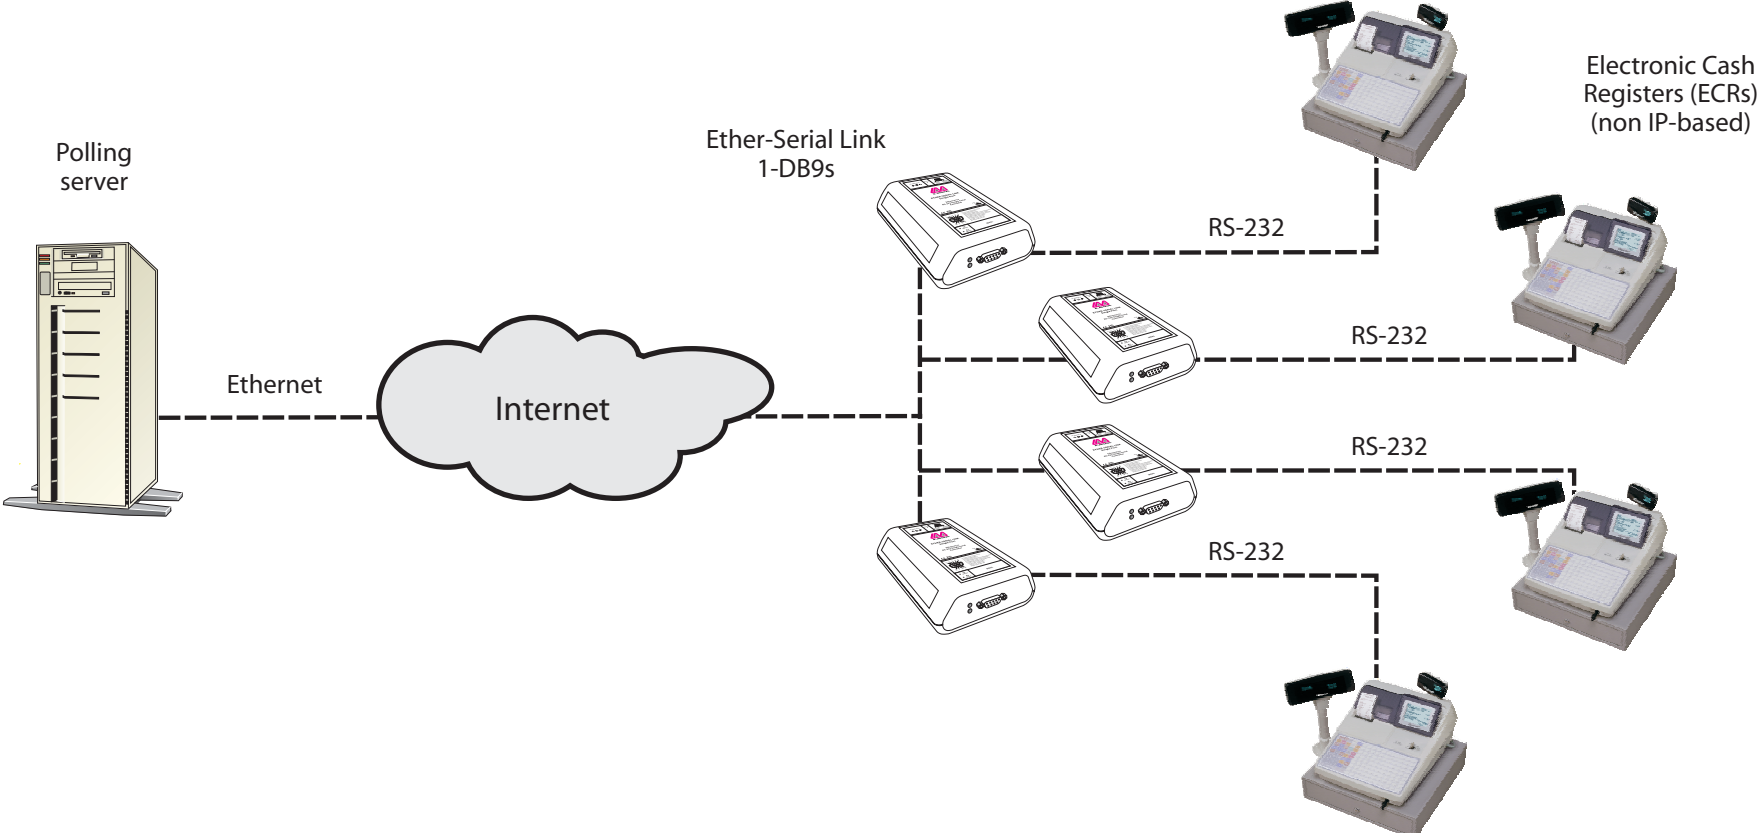 Polling
server
Ethernet
Internet
Ether-Serial Link
1-DB9s
RS-232
RS-232
RS-232
RS-232
Electronic Cash
Registers (ECRs)
(non IP-based)